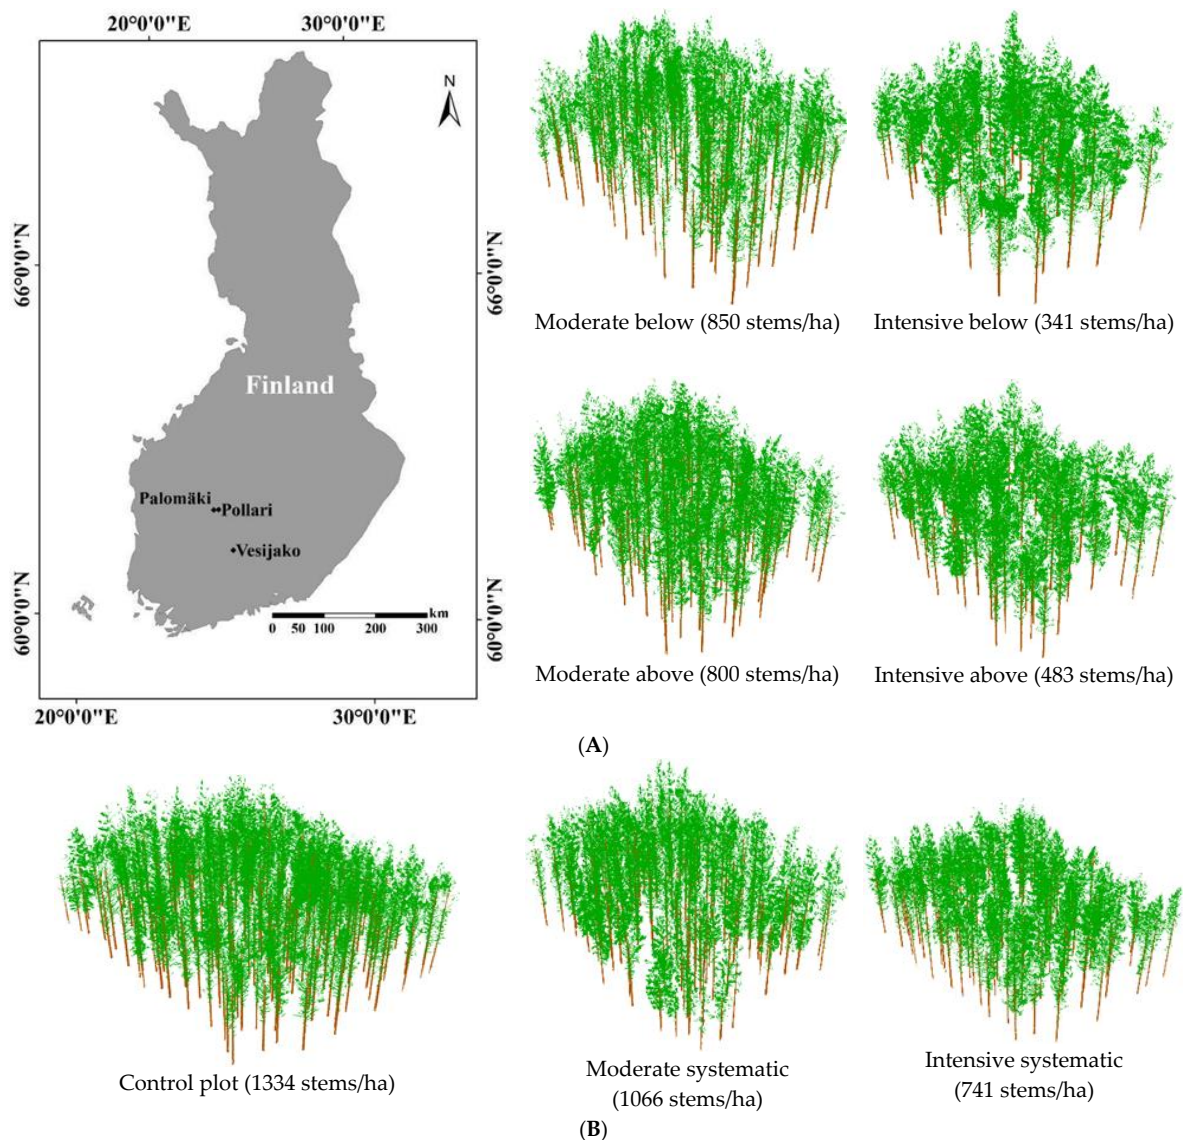 20°0'0"E 30°0'0"E
N
66°0'0"N
66°0'0"N
Finland
Palomäki
Pollari
Vesijako
km
0 50 100 200 300
60°0'0"N
60°0'0"N
20°0'0"E 30°0'0"E
Moderate below (850 stems/ha)
Intensive below (341 stems/ha)
Moderate above (800 stems/ha)
Intensive above (483 stems/ha)
(A)
Control plot (1334 stems/ha)
Moderate systematic
(1066 stems/ha)
Intensive systematic
(741 stems/ha)
(B)